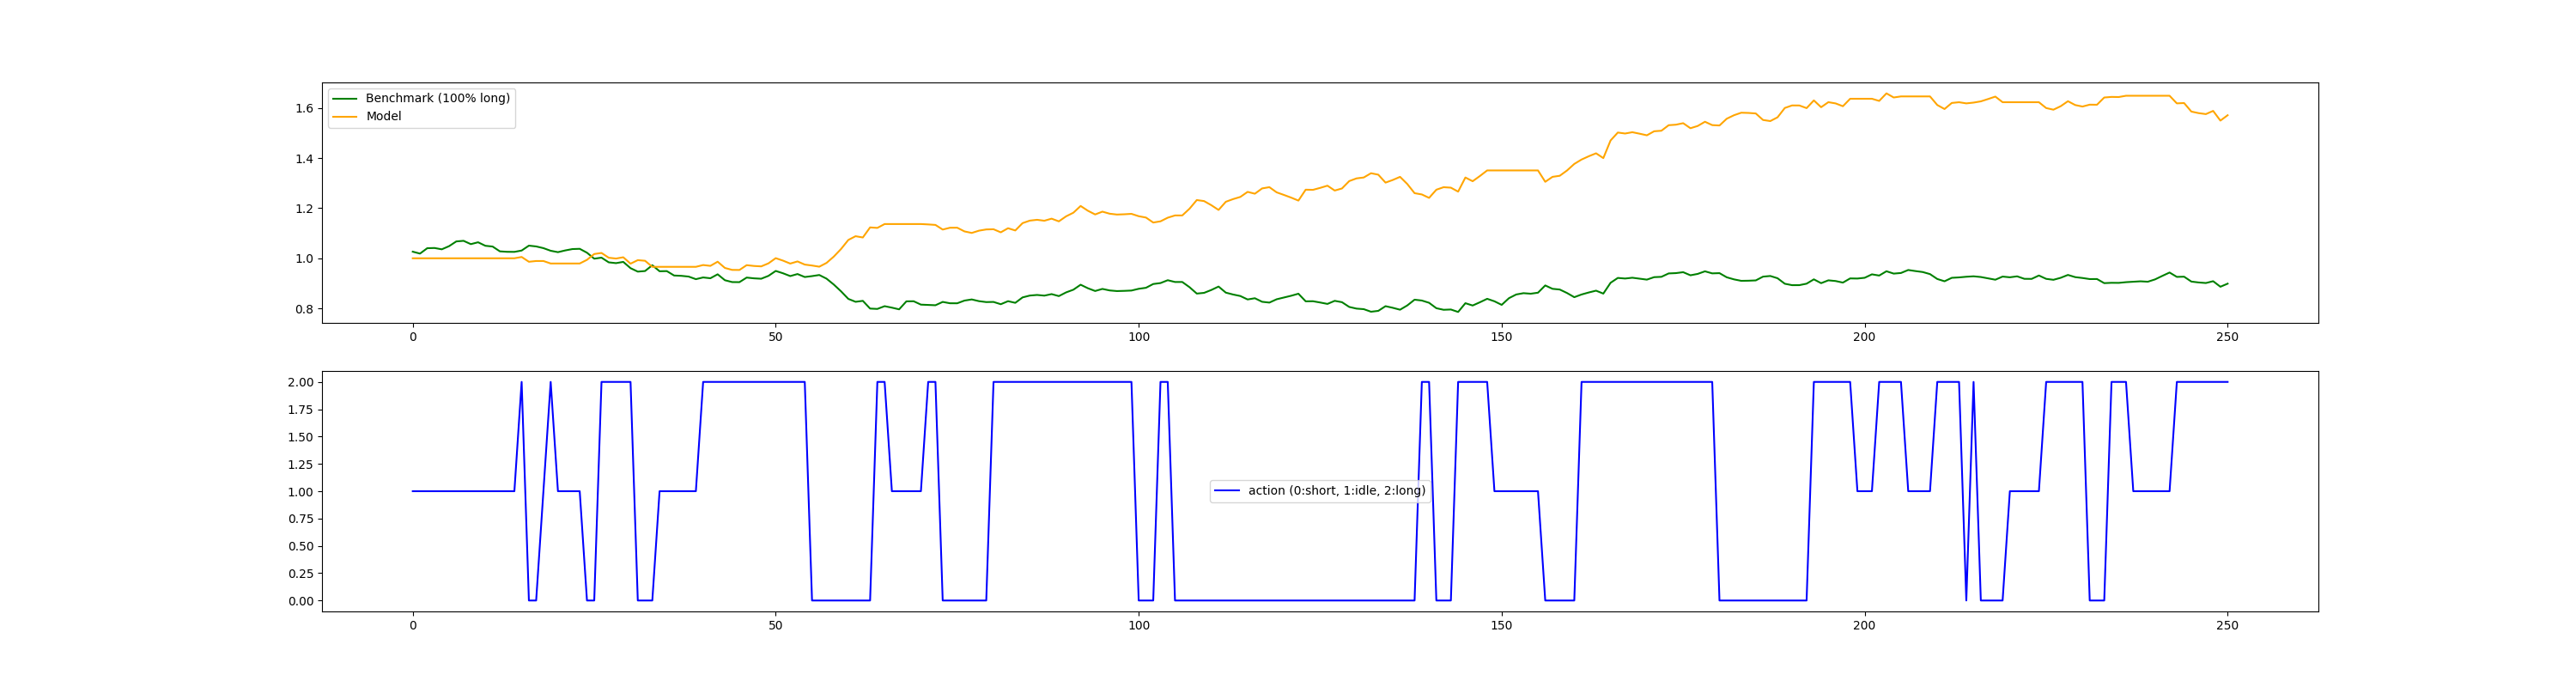 Benchmark (100% long)
Model
1.6
1.4
1.2
1.0
0.8
0 50 100 150 200 250
2.00
1.75
1.50
1.25
1.00
0.75
0.50
0.25
0.00
action (0:short, 1:idle, 2:long)
0 50 100 150 200 250